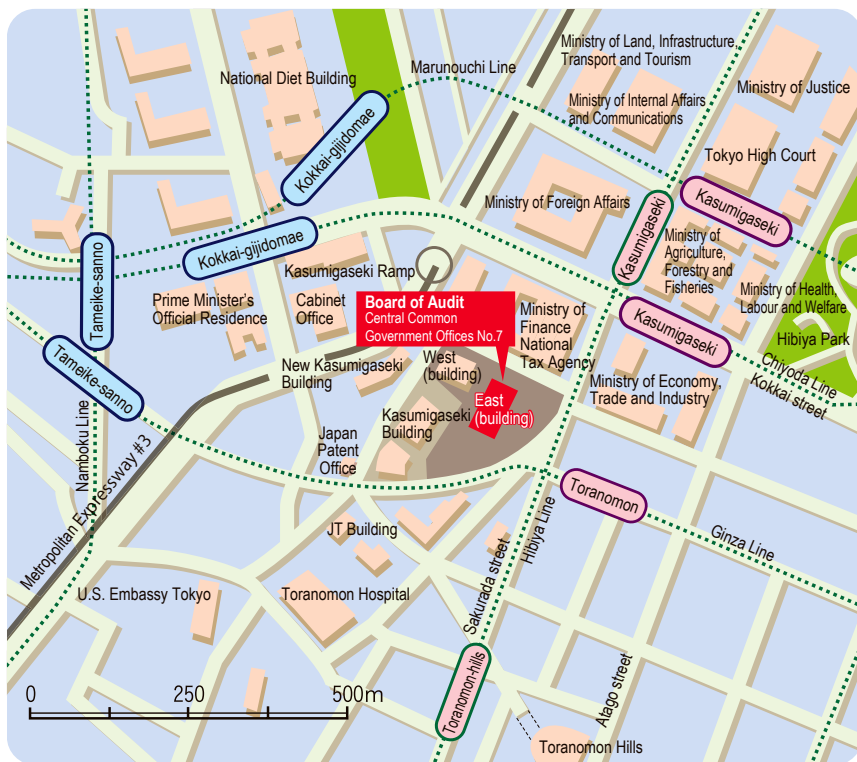 Ministry of Land, Infrastructure,
Transport and Tourism
Marunouchi Line
National Diet Building
Ministry of Justice
Ministry of Internal Affairs
and Communications
Kokkai-gijidomae
Tokyo High Court
Kasumigaseki
Ministry of Foreign Affairs
Kasumigaseki
Kokkai-gijidomae
Ministry of
Agriculture,
Forestry and
Fisheries
Tameike-sanno
Kasumigaseki Ramp
Ministry of Health,
Labour and Welfare
Prime Minister's
Official Residence
Cabinet
Office
Board of Audit
Central Common
Government Offices No.7
Ministry of
Finance
National
Tax Agency
Kasumigaseki
Hibiya Park
Tameike-sanno
New Kasumigaseki
Building
West
(building)
Chiyoda Line
Kokkai street
Ministry of Economy,
Trade and Industry
East
(building)
Kasumigaseki
Building
Namboku Line
Japan
Patent
Office
Metropolitan Expressway #3
Toranomon
Hibiya Line
Ginza Line
JT Building
Sakurada street
U.S. Embassy Tokyo
Toranomon Hospital
Toranomon-hills
Atago street
0 250 500m
Toranomon Hills